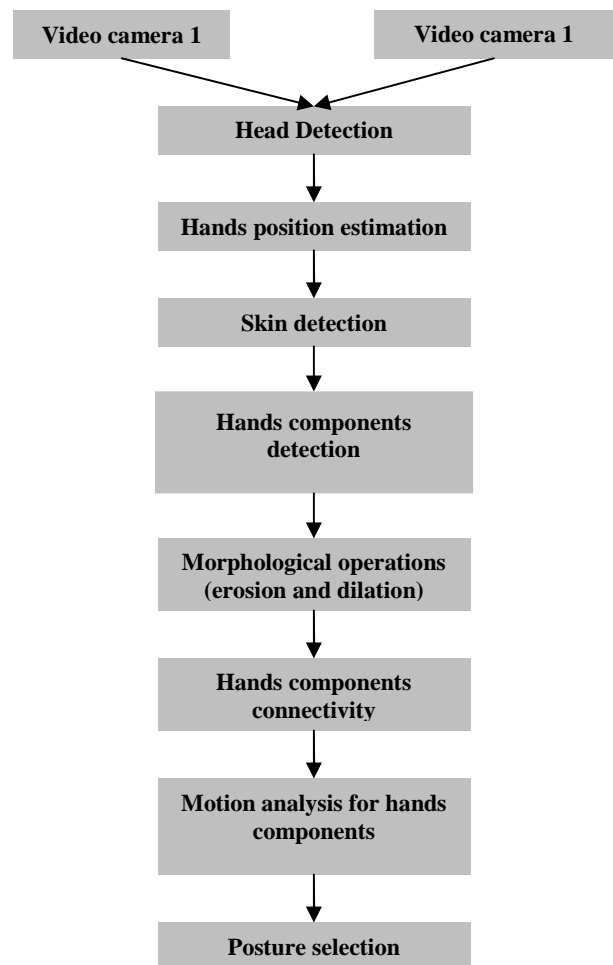 Video camera 1
Video camera 1
Head Detection
Hands position estimation
Skin detection
Hands components
detection
Morphological operations
(erosion and dilation)
Hands components
connectivity
Motion analysis for hands
components
Posture selection